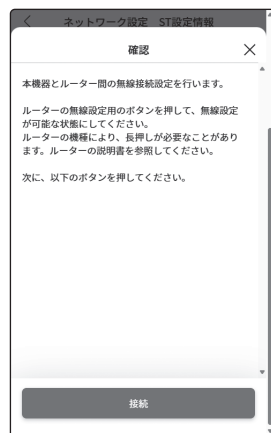 ネットワーク設定 ST設定情報
確認
本機器とルーター間の無線接続設定を行います。
ルーターの無線設定用のボタンを押して、無線設定
が可能な状態にしてください。
ルーターの機種により、長押しが必要なことがあり
ます。ルーターの説明書を参照してください。
次に、以下のボタンを押してください。
接続